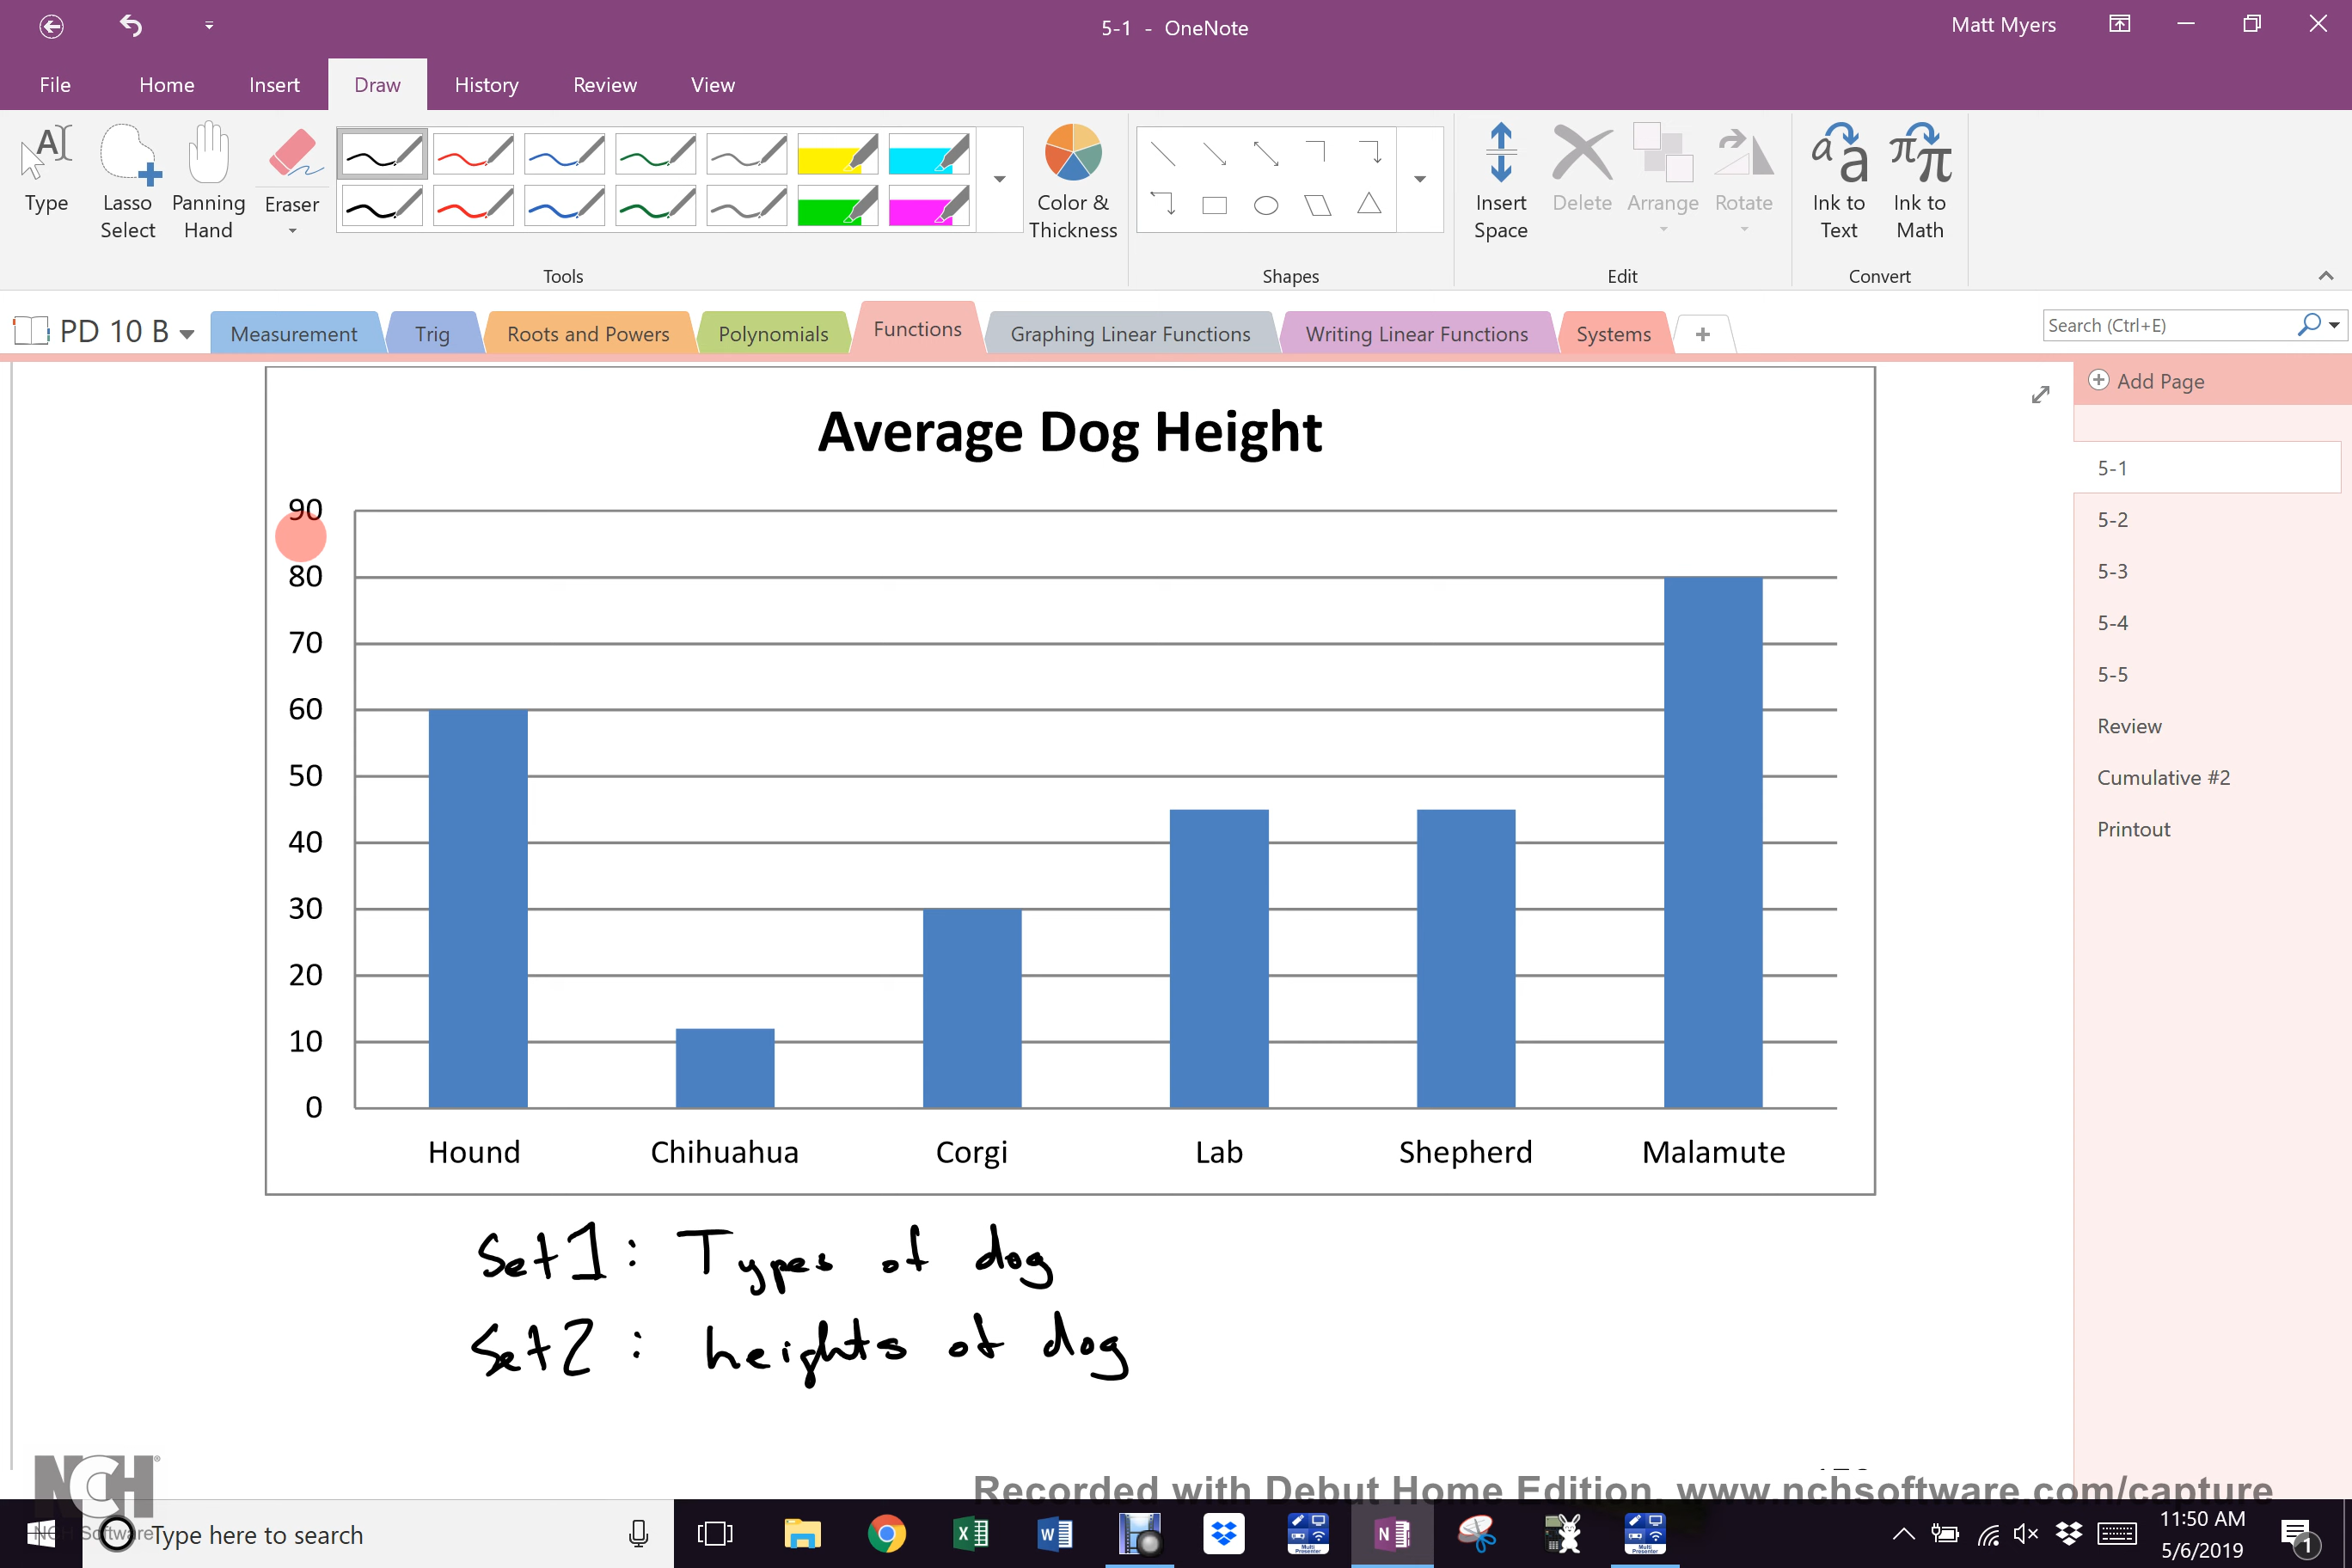 5-1 - OneNote
Matt Myers
File Home Insert Draw History Review View
Type
Lasso Select
Panning Hand
Eraser
Color & Thickness
Insert Space
Delete
Arrange
Rotate
Ink to Text
Ink to Math
Tools Shapes Edit Convert
PD 10 B Measurement Trig Roots and Powers Polynomials Functions Graphing Linear Functions Writing Linear Functions Systems +
Search (Ctrl+E)
Add Page
5-1
5-2
5-3
5-4
5-5
Review
Cumulative #2
Printout
Average Dog Height
90
80
70
60
50
40
30
20
10
0
Hound Chihuahua Corgi Lab Shepherd Malamute
Set 1: Types of dog
Set 2: heights of dog
NCH
NCH Software
Recorded with Debut Home Edition. www.nchsoftware.com/capture
Type here to search
11:50 AM
5/6/2019
1